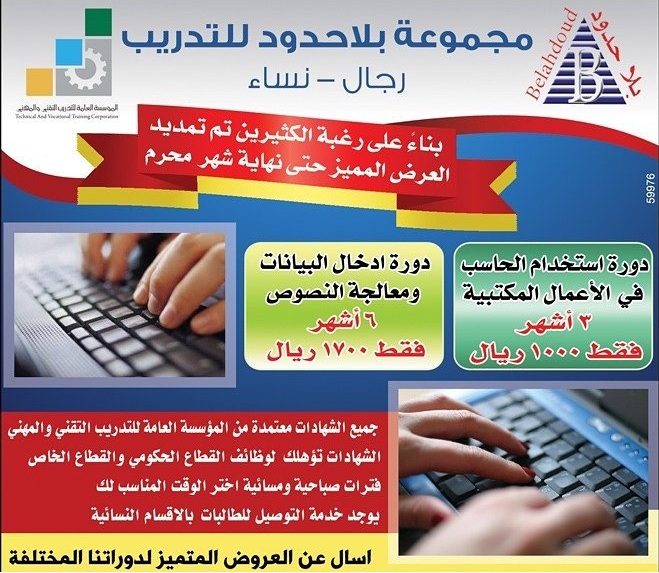 مجموعة بلاحدود للتدريب
رجال - نساء
بلا حدود
Belahdoud
B
المؤسسة العامة للتدريب التقني والمهني
Technical And Vocational Training Corporation
بناءً على رغبة الكثيرين تم تمديد
العرض المميز حتى نهاية شهر محرم
59976
دورة استخدام الحاسب
في الأعمال المكتبية
٣ أشهر
فقط ١٠٠٠ ريال
دورة ادخال البيانات
ومعالجة النصوص
٦ أشهر
فقط ١٧٠٠ ريال
جميع الشهادات معتمدة من المؤسسة العامة للتدريب التقني والمهني
الشهادات تؤهلك لوظائف القطاع الحكومي والقطاع الخاص
فترات صباحية ومسائية اختر الوقت المناسب لك
يوجد خدمة التوصيل للطالبات بالاقسام النسائية
اسال عن العروض المتميز لدوراتنا المختلفة